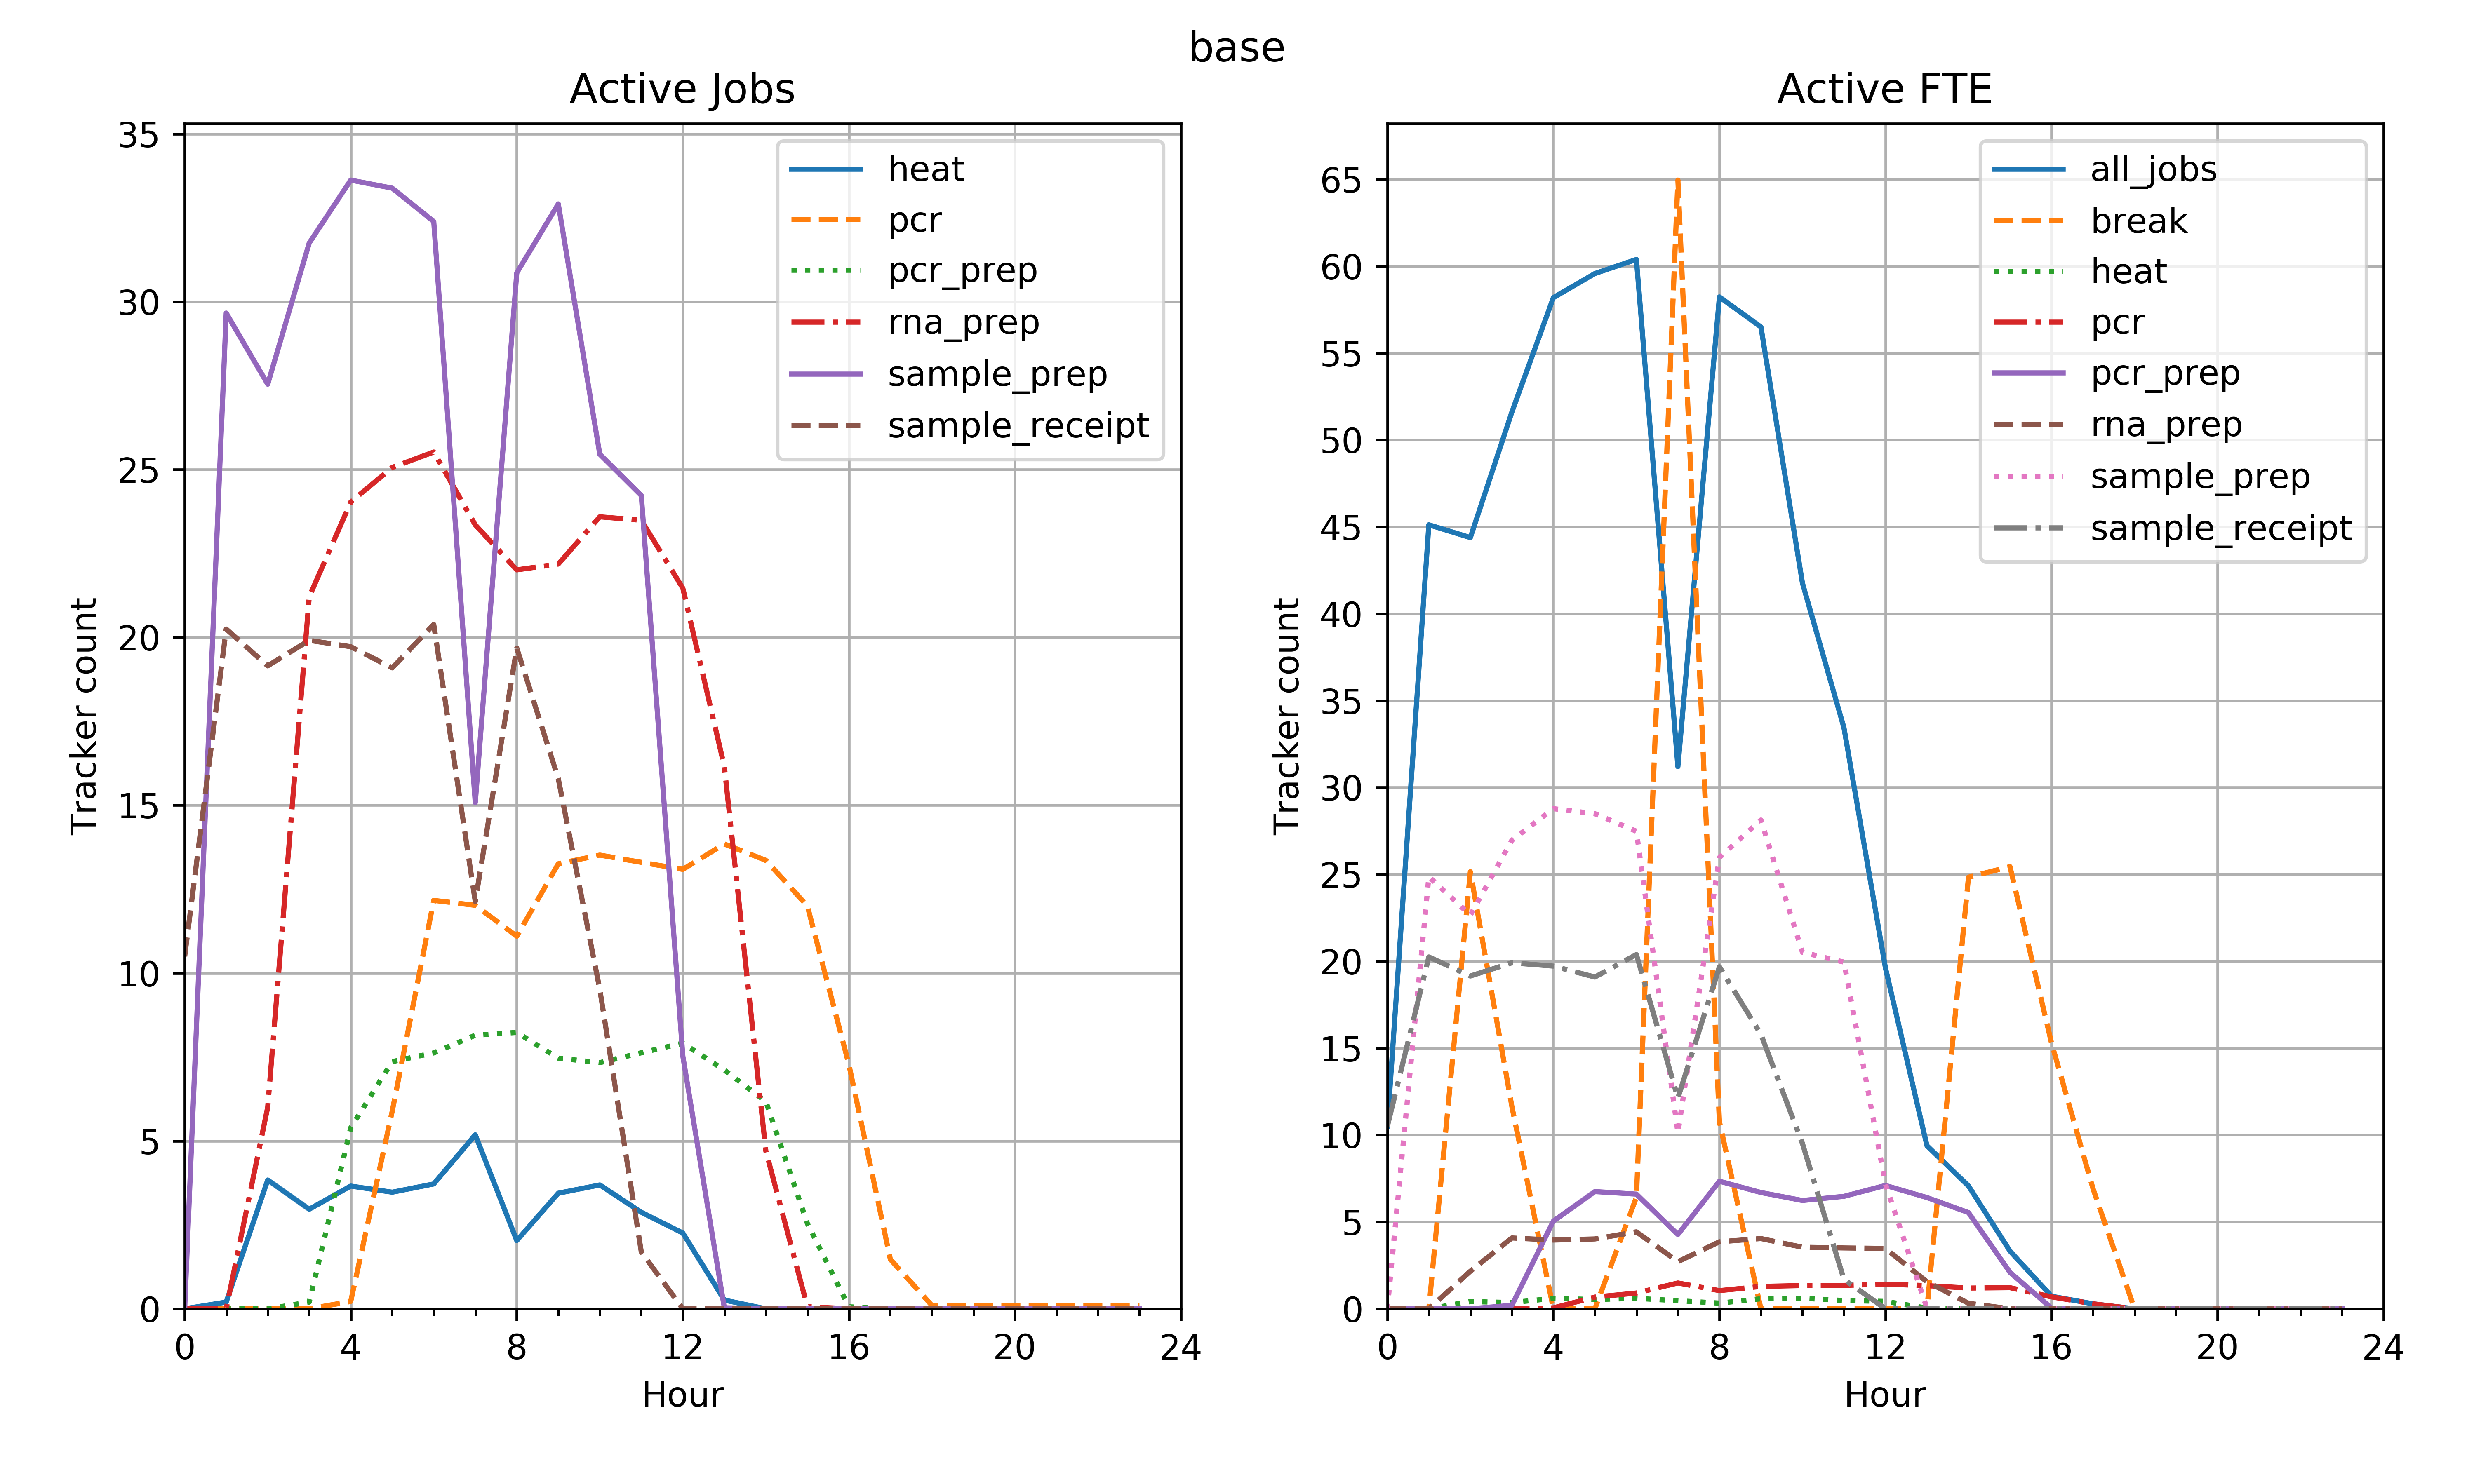 base
Active Jobs
35
30
25
20
15
10
5
0
Tracker count
0 4 8 12 16 20 24
Hour
heat
pcr
pcr_prep
rna_prep
sample_prep
sample_receipt
Active FTE
65
60
55
50
45
40
35
30
25
20
15
10
5
0
Tracker count
0 4 8 12 16 20 24
Hour
all_jobs
break
heat
pcr
pcr_prep
rna_prep
sample_prep
sample_receipt